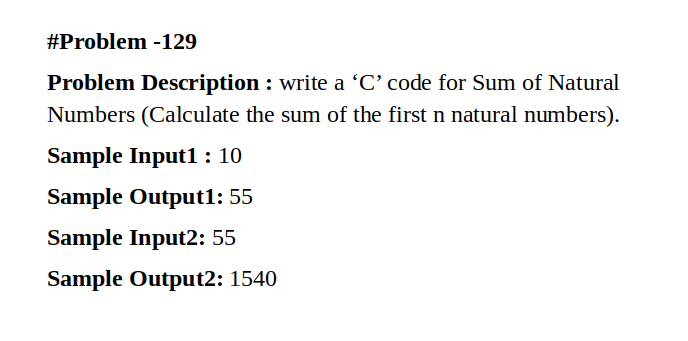 #Problem -129
Problem Description : write a ‘C’ code for Sum of Natural
Numbers (Calculate the sum of the first n natural numbers).
Sample Input1 : 10
Sample Output1: 55
Sample Input2: 55
Sample Output2: 1540